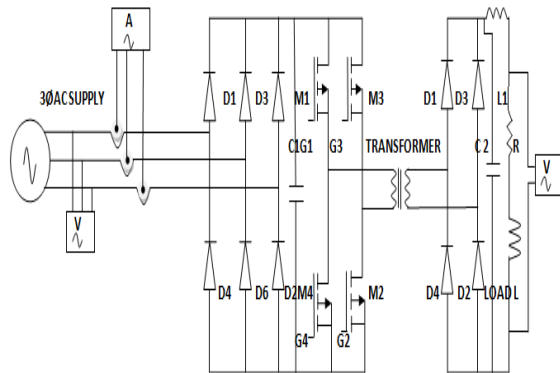 A
3ØAC SUPPLY
D1 D3 M1 M3 D1 D3 L1
C1G1 G3 TRANSFORMER C 2 R
V
V
D4 D6 D2M4 M2 D4 D2 LOAD L
G4 G2